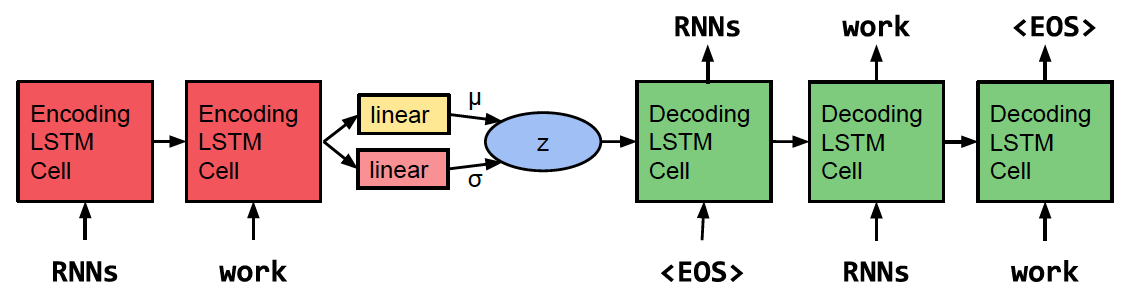 RNNs work <EOS>
Encoding
LSTM
Cell
Encoding
LSTM
Cell
linear
linear
μ
σ
z
Decoding
LSTM
Cell
Decoding
LSTM
Cell
Decoding
LSTM
Cell
RNNs work <EOS> RNNs work